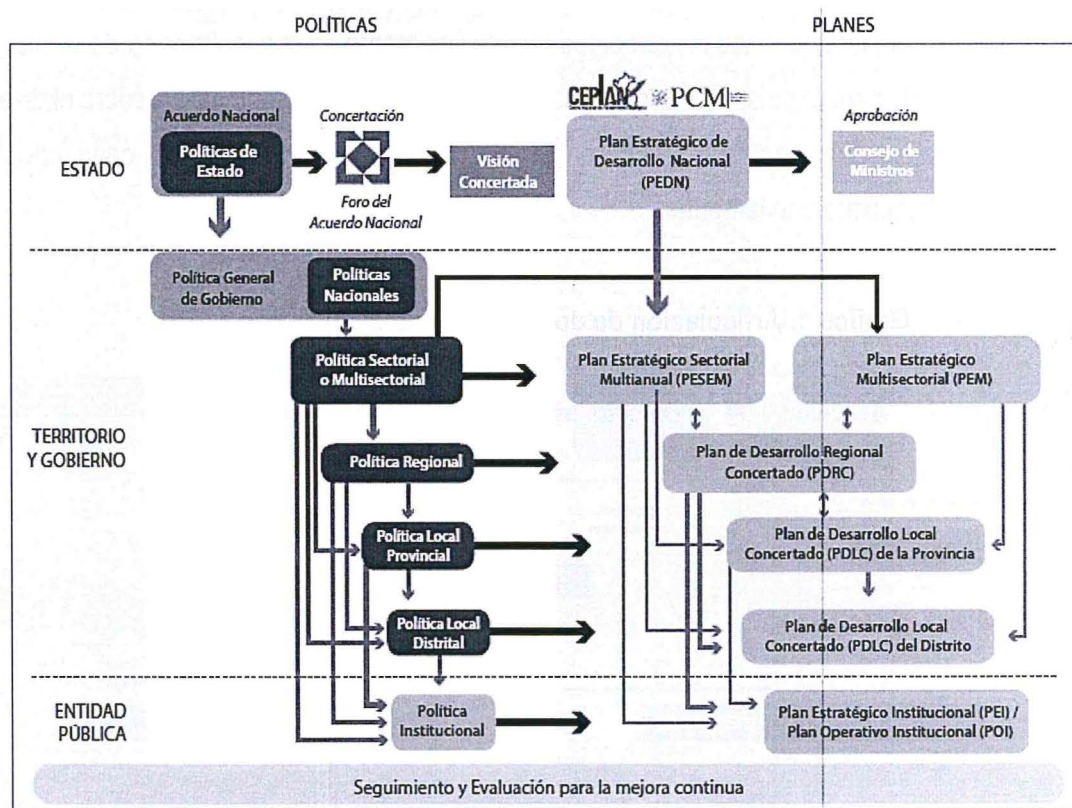 POLÍTICAS
PLANES
CEPLAN
PCM
Acuerdo Nacional
Políticas de
Estado
Concertación
Foro del
Acuerdo Nacional
Visión
Concertada
Plan Estratégico de
Desarrollo Nacional
(PEDN)
Aprobación
Consejo de
Ministros
ESTADO
Política General
de Gobierno
Políticas
Nacionales
Política Sectorial
o Multisectorial
Plan Estratégico Sectorial
Multianual (PESEM)
Plan Estratégico
Multisectorial (PEM)
TERRITORIO
Y GOBIERNO
Política Regional
Plan de Desarrollo Regional
Concertado (PDRC)
Política Local
Provincial
Plan de Desarrollo Local
Concertado (PDLC) de la Provincia
Política Local
Distrital
Plan de Desarrollo Local
Concertado (PDLC) del Distrito
ENTIDAD
PÚBLICA
Política
Institucional
Plan Estratégico Institucional (PEI) /
Plan Operativo Institucional (POI)
Seguimiento y Evaluación para la mejora continua